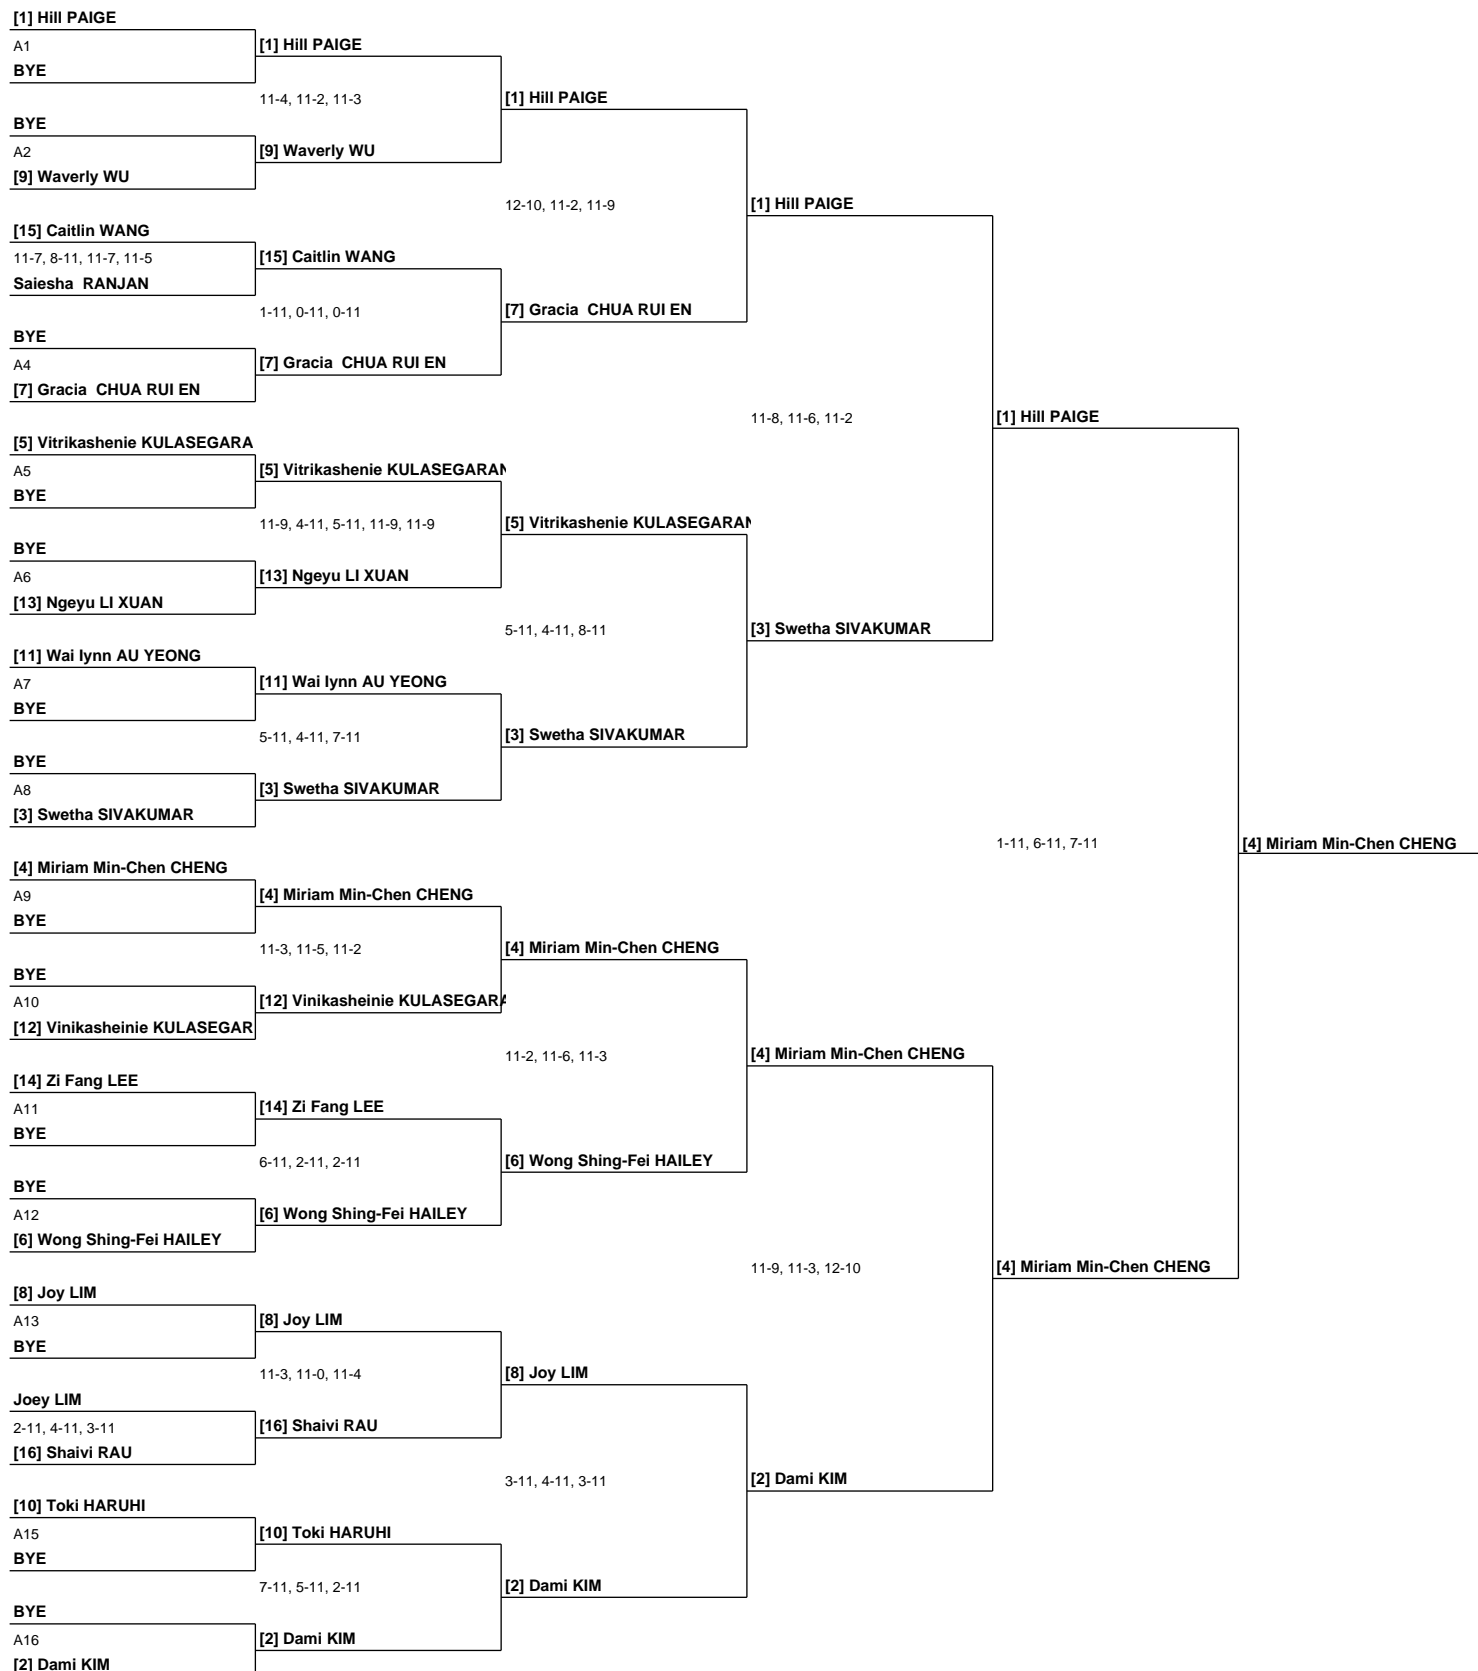 [1] Hill PAIGE
A1
BYE
BYE
A2
[9] Waverly WU
[15] Caitlin WANG
11-7, 8-11, 11-7, 11-5
Saiesha RANJAN
BYE
A4
[7] Gracia CHUA RUI EN
[5] Vitrikashenie KULASEGARA
A5
BYE
BYE
A6
[13] Ngeyu LI XUAN
[11] Wai lynn AU YEONG
A7
BYE
BYE
A8
[3] Swetha SIVAKUMAR
[4] Miriam Min-Chen CHENG
A9
BYE
BYE
A10
[12] Vinikasheinie KULASEGAR
[14] Zi Fang LEE
A11
BYE
BYE
A12
[6] Wong Shing-Fei HAILEY
[8] Joy LIM
A13
BYE
Joey LIM
2-11, 4-11, 3-11
[16] Shaivi RAU
[10] Toki HARUHI
A15
BYE
BYE
A16
[2] Dami KIM
[1] Hill PAIGE
11-4, 11-2, 11-3
[9] Waverly WU
[15] Caitlin WANG
1-11, 0-11, 0-11
[7] Gracia CHUA RUI EN
[5] Vitrikashenie KULASEGARAN
11-9, 4-11, 5-11, 11-9, 11-9
[13] Ngeyu LI XUAN
[11] Wai lynn AU YEONG
5-11, 4-11, 7-11
[3] Swetha SIVAKUMAR
[4] Miriam Min-Chen CHENG
11-3, 11-5, 11-2
[12] Vinikasheinie KULASEGARA
[14] Zi Fang LEE
6-11, 2-11, 2-11
[6] Wong Shing-Fei HAILEY
[8] Joy LIM
11-3, 11-0, 11-4
[16] Shaivi RAU
[10] Toki HARUHI
7-11, 5-11, 2-11
[2] Dami KIM
[1] Hill PAIGE
12-10, 11-2, 11-9
[7] Gracia CHUA RUI EN
[5] Vitrikashenie KULASEGARAN
5-11, 4-11, 8-11
[3] Swetha SIVAKUMAR
[4] Miriam Min-Chen CHENG
11-2, 11-6, 11-3
[6] Wong Shing-Fei HAILEY
[8] Joy LIM
3-11, 4-11, 3-11
[2] Dami KIM
[1] Hill PAIGE
11-8, 11-6, 11-2
[3] Swetha SIVAKUMAR
[4] Miriam Min-Chen CHENG
11-9, 11-3, 12-10
[2] Dami KIM
[1] Hill PAIGE
1-11, 6-11, 7-11
[4] Miriam Min-Chen CHENG
[4] Miriam Min-Chen CHENG